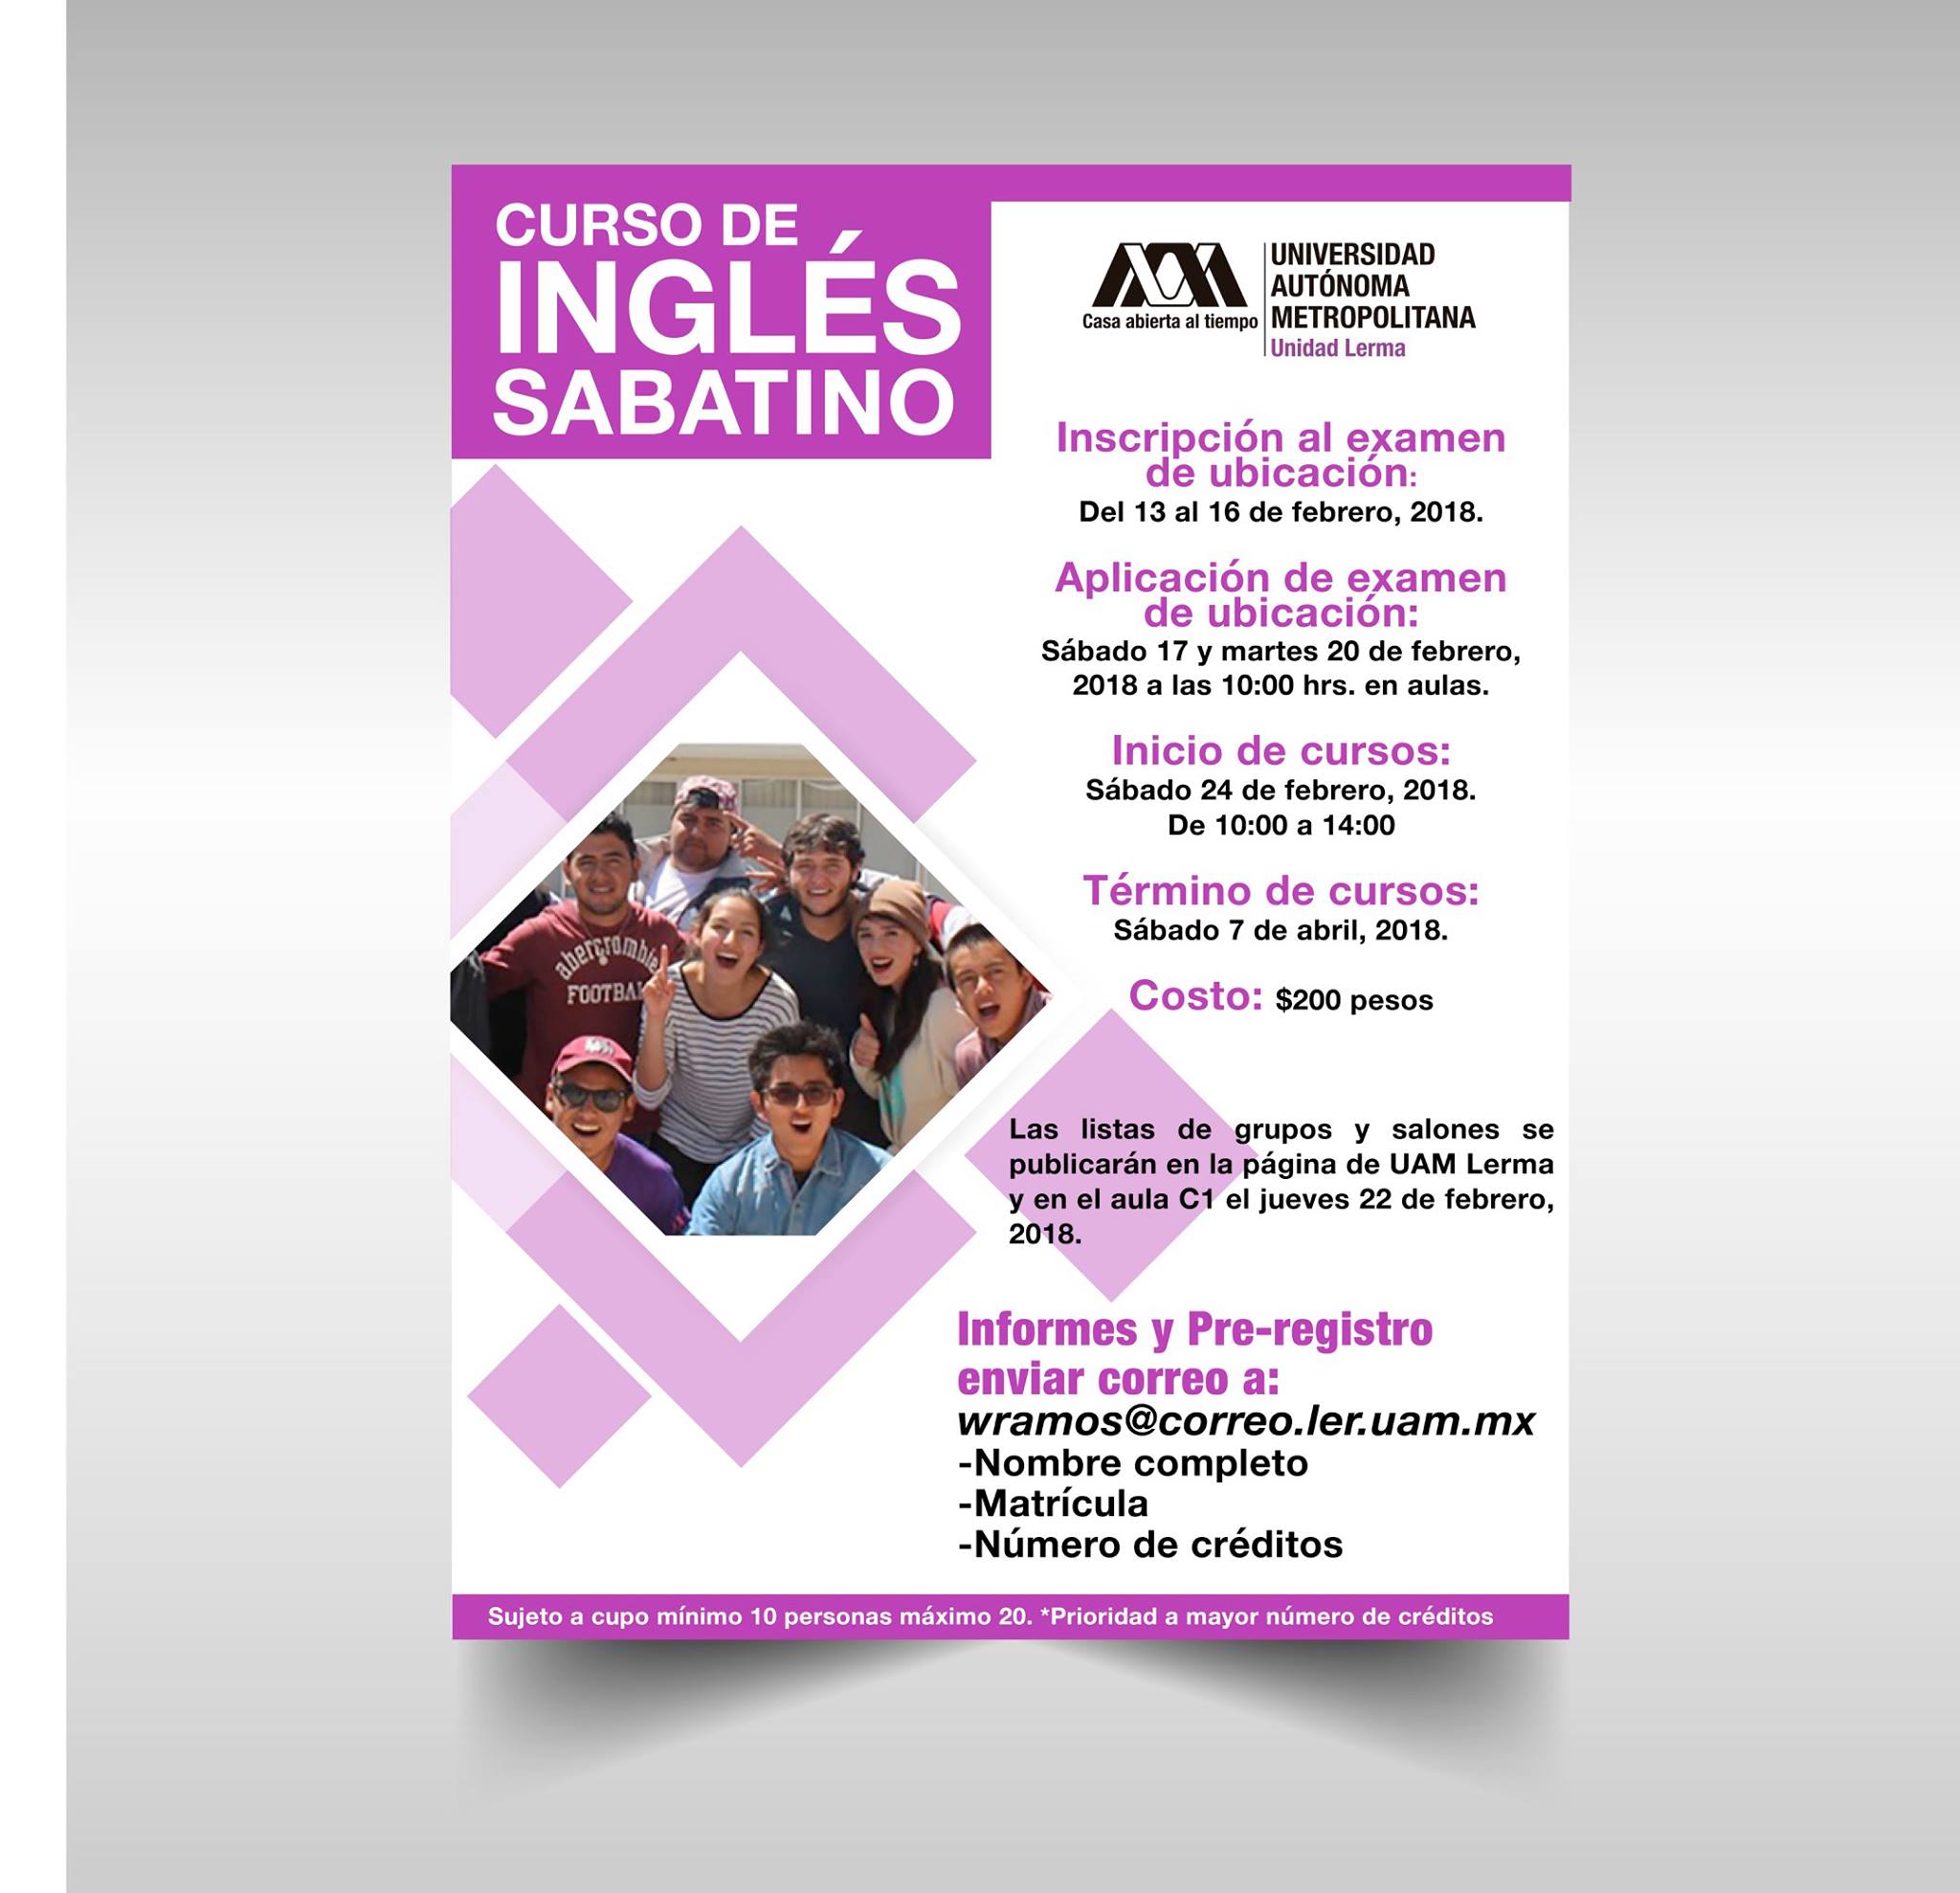 CURSO DE
INGLÉS
SABATINO
Casa abierta al tiempo
UNIVERSIDAD
AUTÓNOMA
METROPOLITANA
Unidad Lerma
Inscripción al examen
de ubicación:
Del 13 al 16 de febrero, 2018.
Aplicación de examen
de ubicación:
Sábado 17 y martes 20 de febrero,
2018 a las 10:00 hrs. en aulas.
Inicio de cursos:
Sábado 24 de febrero, 2018.
De 10:00 a 14:00
Término de cursos:
Sábado 7 de abril, 2018.
Costo: $200 pesos
abercrombie
FOOTBAL
Las listas de grupos y salones se
publicarán en la página de UAM Lerma
y en el aula C1 el jueves 22 de febrero,
2018.
Informes y Pre-registro
enviar correo a:
wramos@correo.ler.uam.mx
-Nombre completo
-Matrícula
-Número de créditos
Sujeto a cupo mínimo 10 personas máximo 20. *Prioridad a mayor número de créditos